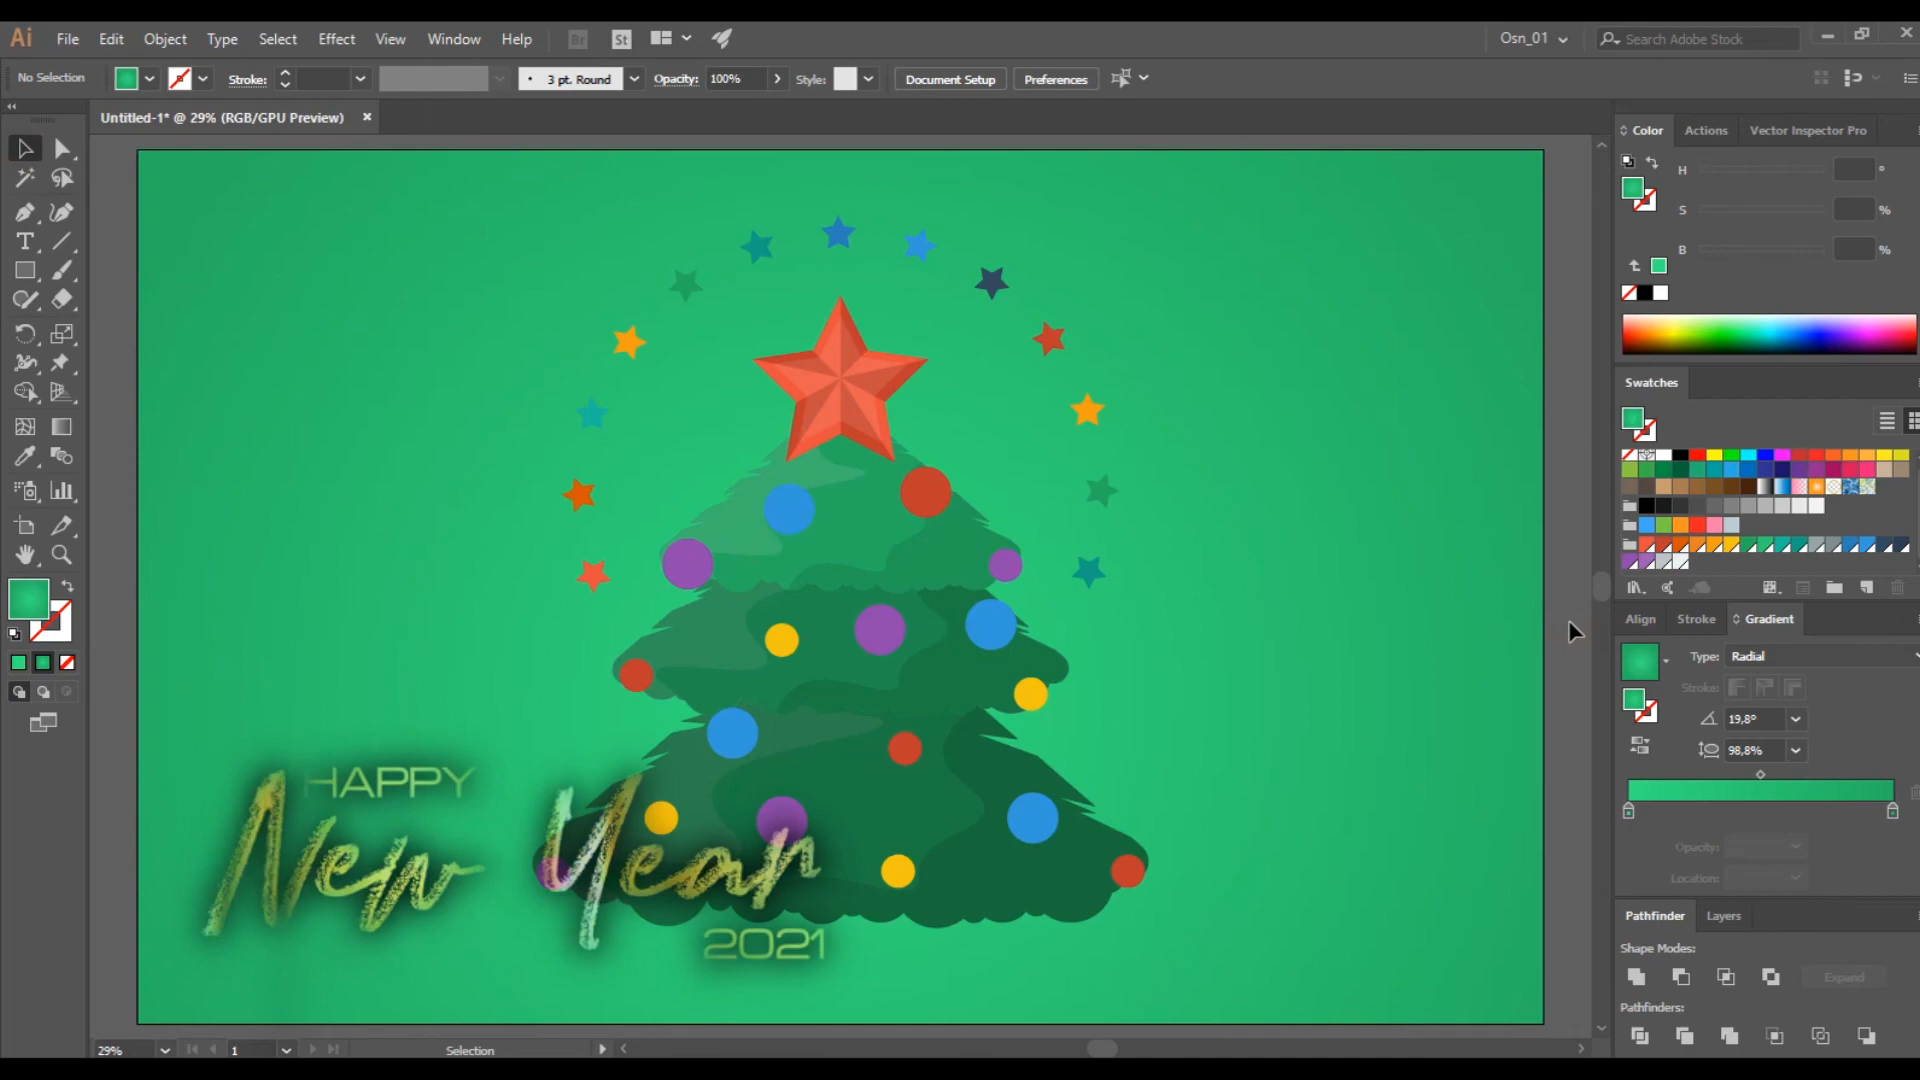 Ai File Edit Object Type Select Effect View Window Help Br St Osn_01 Search Adobe Stock
No Selection Stroke: 3 pt. Round Opacity: 100% Style: Document Setup Preferences
Untitled-1* @ 29% (RGB/GPU Preview)
Color Actions Vector Inspector Pro
H °
S %
B %
Swatches
Align Stroke Gradient
Type: Radial
Stroke:
19,8°
98,8%
Opacity:
Location:
Pathfinder Layers
Shape Modes:
Expand
Pathfinders:
HAPPY
New Year
2021
29% 1 Selection